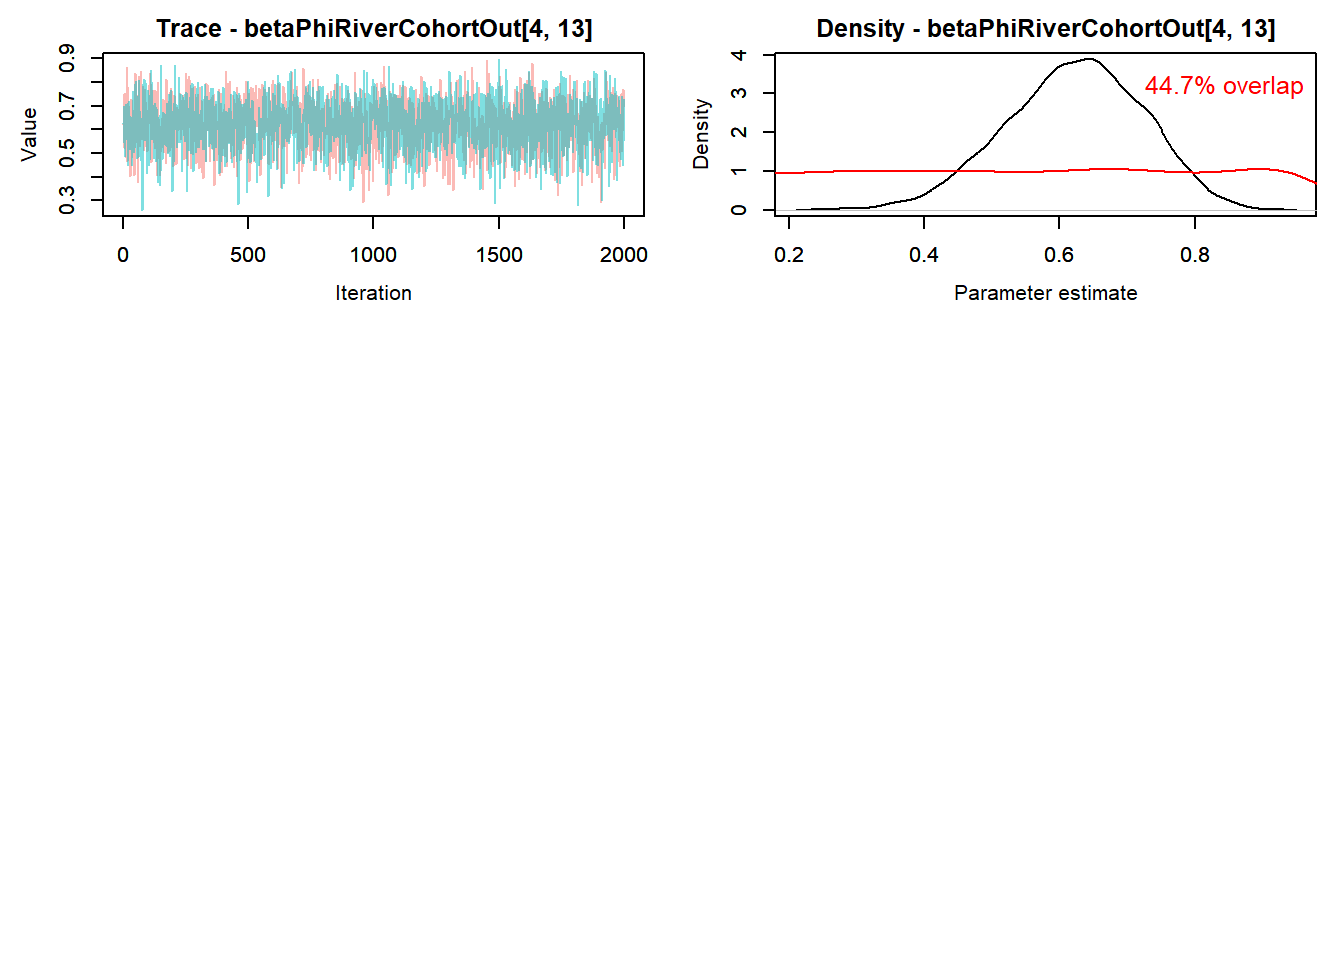 Trace - betaPhiRiverCohortOut[4, 13]
Value
0.3
0.5
0.7
0.9
0
500
1000
1500
2000
Iteration
Density - betaPhiRiverCohortOut[4, 13]
44.7% overlap
Density
0
1
2
3
4
0.2
0.4
0.6
0.8
Parameter estimate